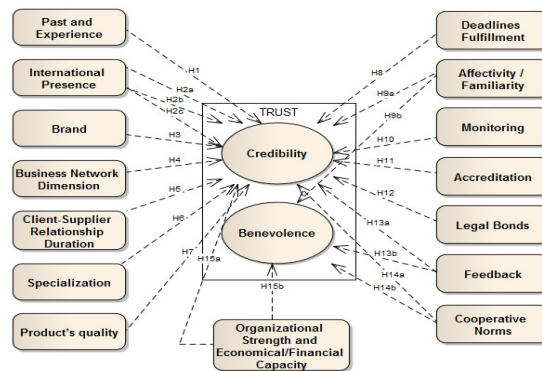 Past and
Experience
International
Presence
Brand
Business Network
Dimension
Client-Supplier
Relationship
Duration
Specialization
Product's quality
H1
H2a
H2b
H2c
H3
H4
H5
H6
H7
H15a
TRUST
Credibility
Benevolence
H15b
Organizational
Strength and
Economical/Financial
Capacity
H8
H9a
H9b
H10
H11
H12
H13a
H13b
H14a
H14b
Deadlines
Fulfillment
Affectivity /
Familiarity
Monitoring
Accreditation
Legal Bonds
Feedback
Cooperative
Norms